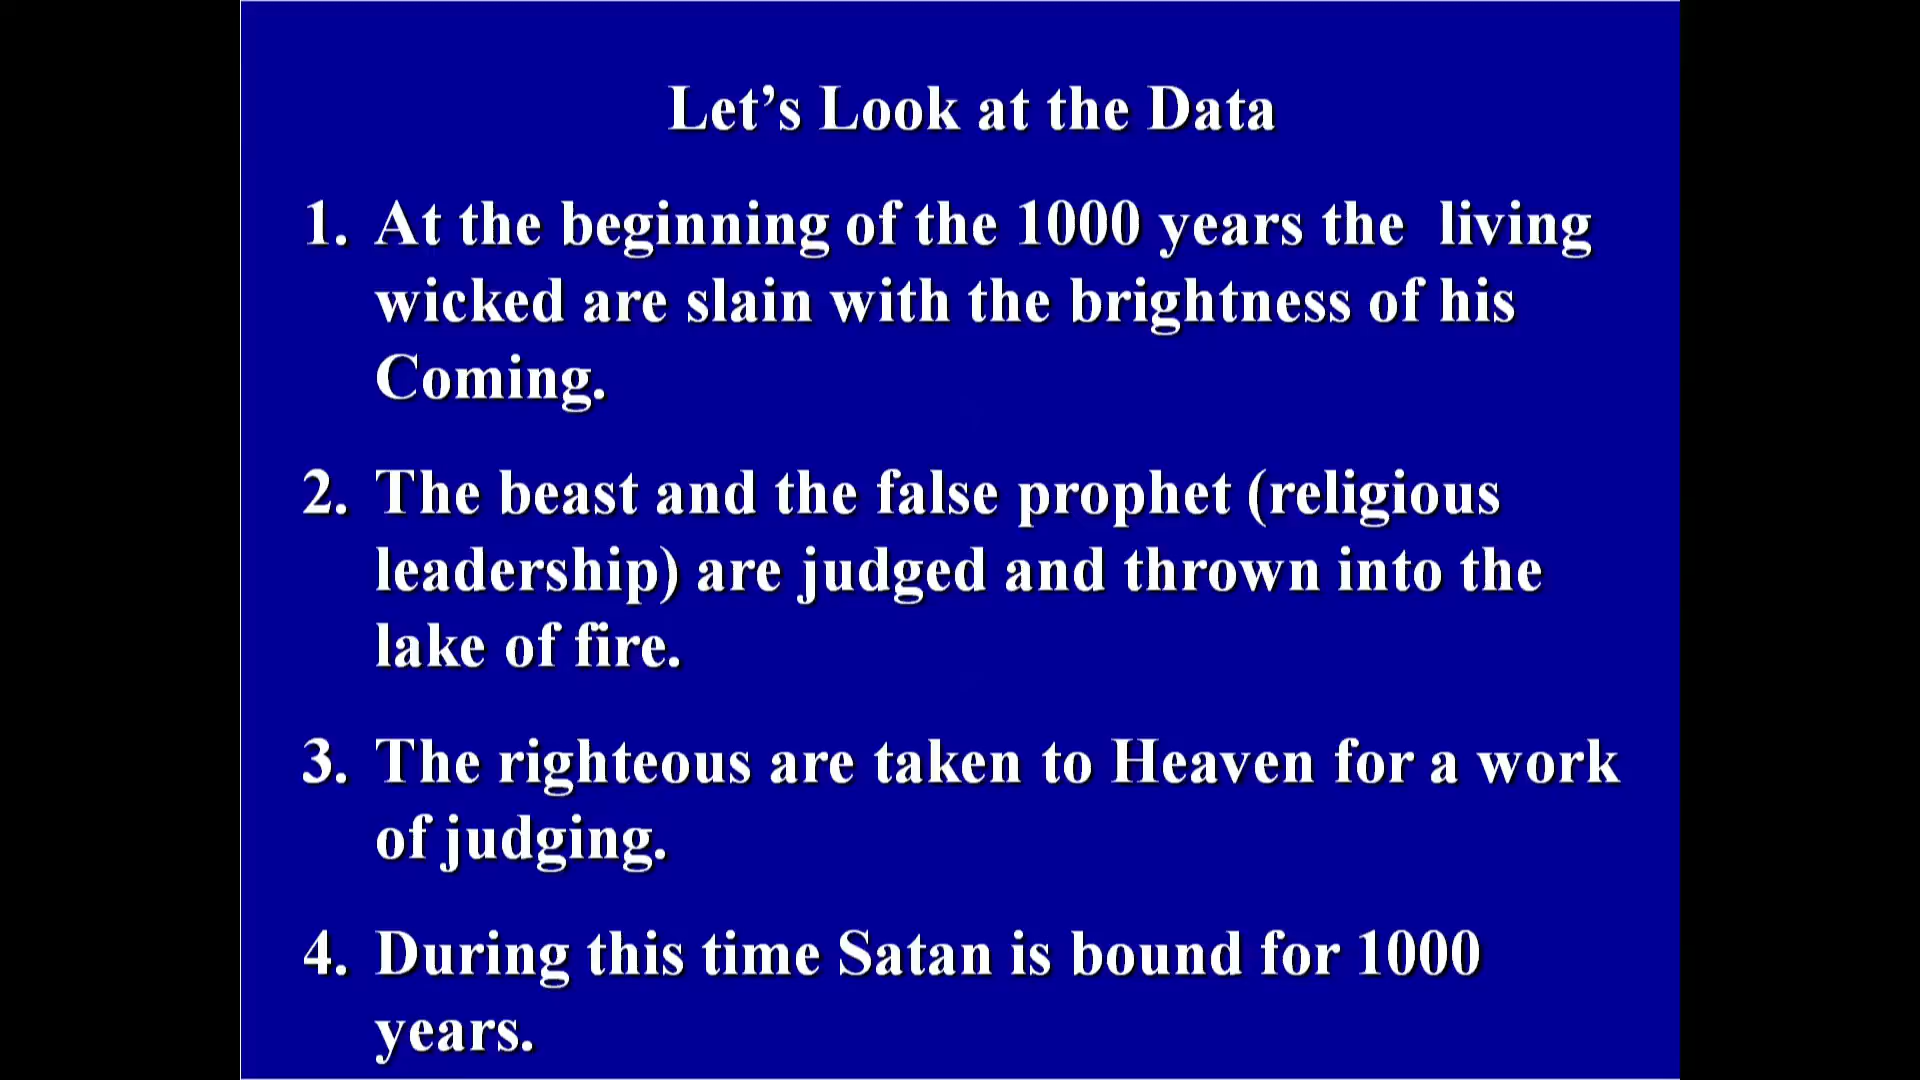 Let’s Look at the Data
1. At the beginning of the 1000 years the  living
wicked are slain with the brightness of his
Coming.
2. The beast and the false prophet (religious
leadership) are judged and thrown into the
lake of fire.
3. The righteous are taken to Heaven for a work
of judging.
4. During this time Satan is bound for 1000
years.